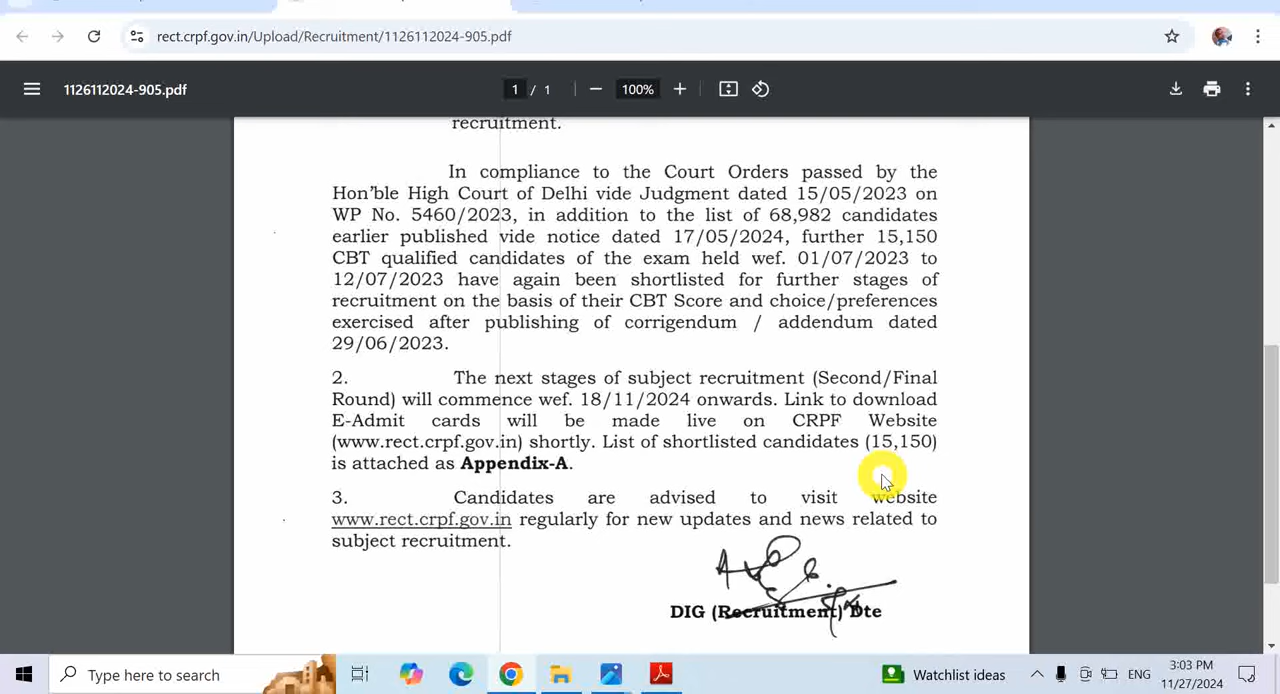 rect.crpf.gov.in/Upload/Recruitment/1126112024-905.pdf
1126112024-905.pdf
1 / 1
100%
recruitment.
In compliance to the Court Orders passed by the
Hon'ble High Court of Delhi vide Judgment dated 15/05/2023 on
WP No. 5460/2023, in addition to the list of 68,982 candidates
earlier published vide notice dated 17/05/2024, further 15,150
CBT qualified candidates of the exam held wef. 01/07/2023 to
12/07/2023 have again been shortlisted for further stages of
recruitment on the basis of their CBT Score and choice/preferences
exercised after publishing of corrigendum / addendum dated
29/06/2023.
2. The next stages of subject recruitment (Second/Final
Round) will commence wef. 18/11/2024 onwards. Link to download
E-Admit cards will be made live on CRPF Website
(www.rect.crpf.gov.in) shortly. List of shortlisted candidates (15,150)
is attached as Appendix-A.
3. Candidates are advised to visit website
www.rect.crpf.gov.in regularly for new updates and news related to
subject recruitment.
DIG (Recruitment) Dte
Type here to search
Watchlist ideas
ENG
3:03 PM
11/27/2024